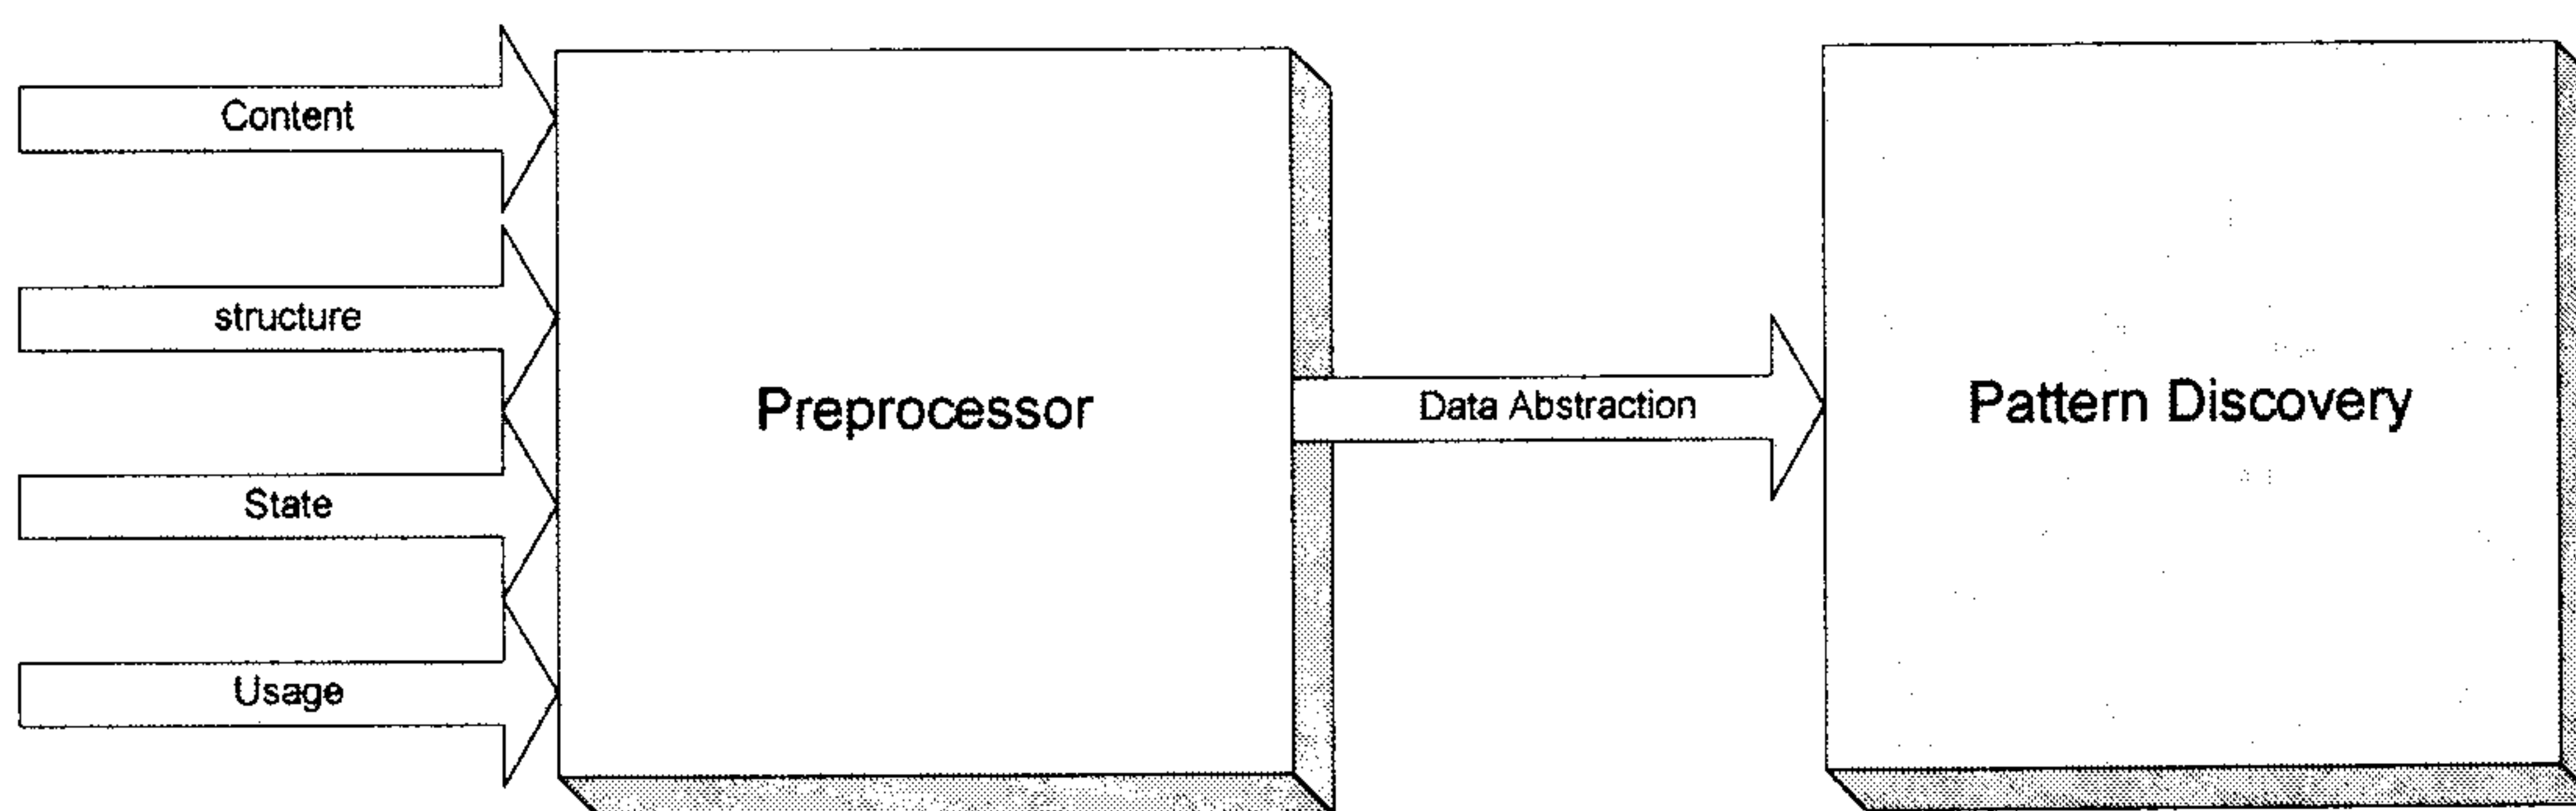 Content
structure
State
Usage
Preprocessor
Data Abstraction
Pattern Discovery